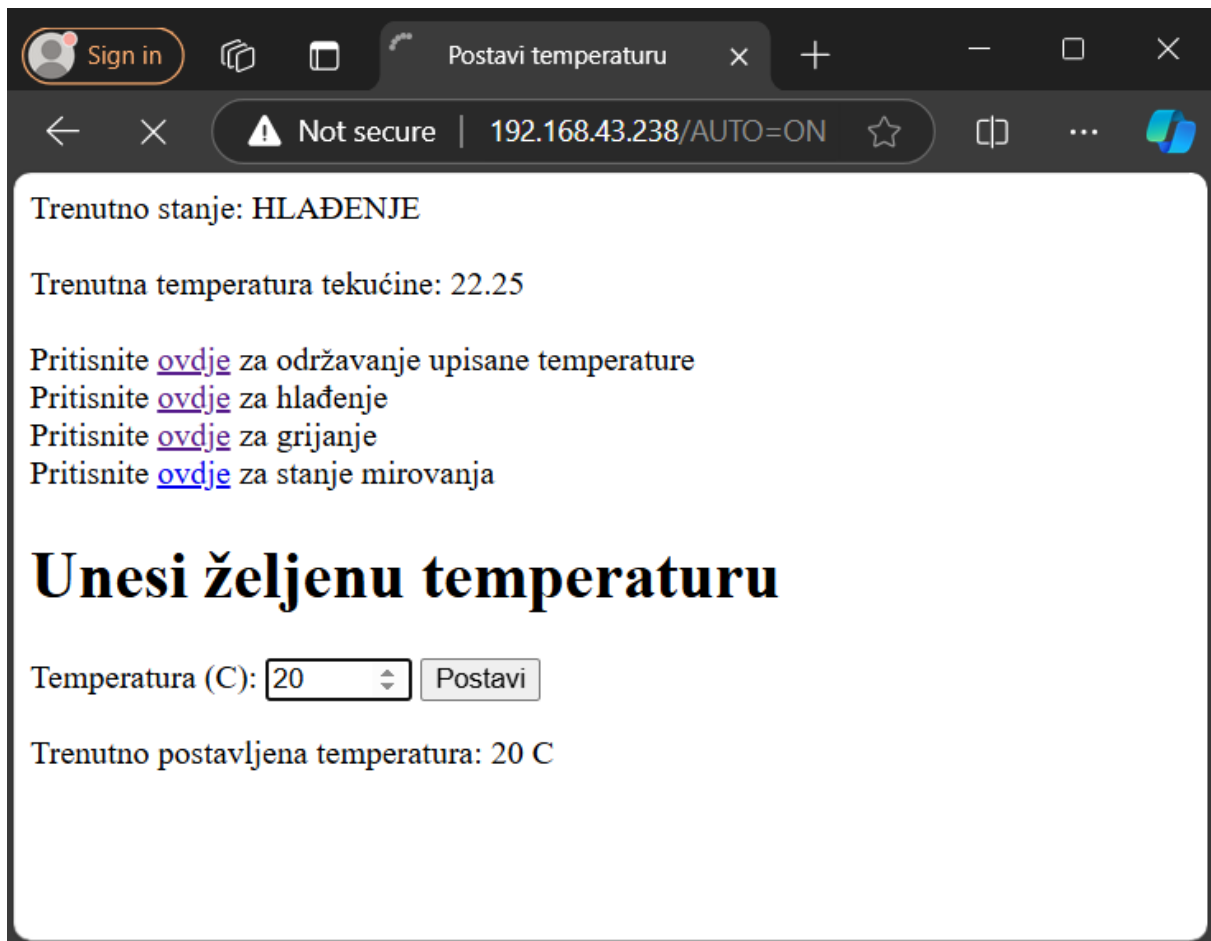 Sign in
Postavi temperaturu
Not secure | 192.168.43.238/AUTO=ON
Trenutno stanje: HLAĐENJE
Trenutna temperatura tekućine: 22.25
Pritisnite ovdje za održavanje upisane temperature
Pritisnite ovdje za hlađenje
Pritisnite ovdje za grijanje
Pritisnite ovdje za stanje mirovanja
Unesi željenu temperaturu
Temperatura (C): 20 Postavi
Trenutno postavljena temperatura: 20 C